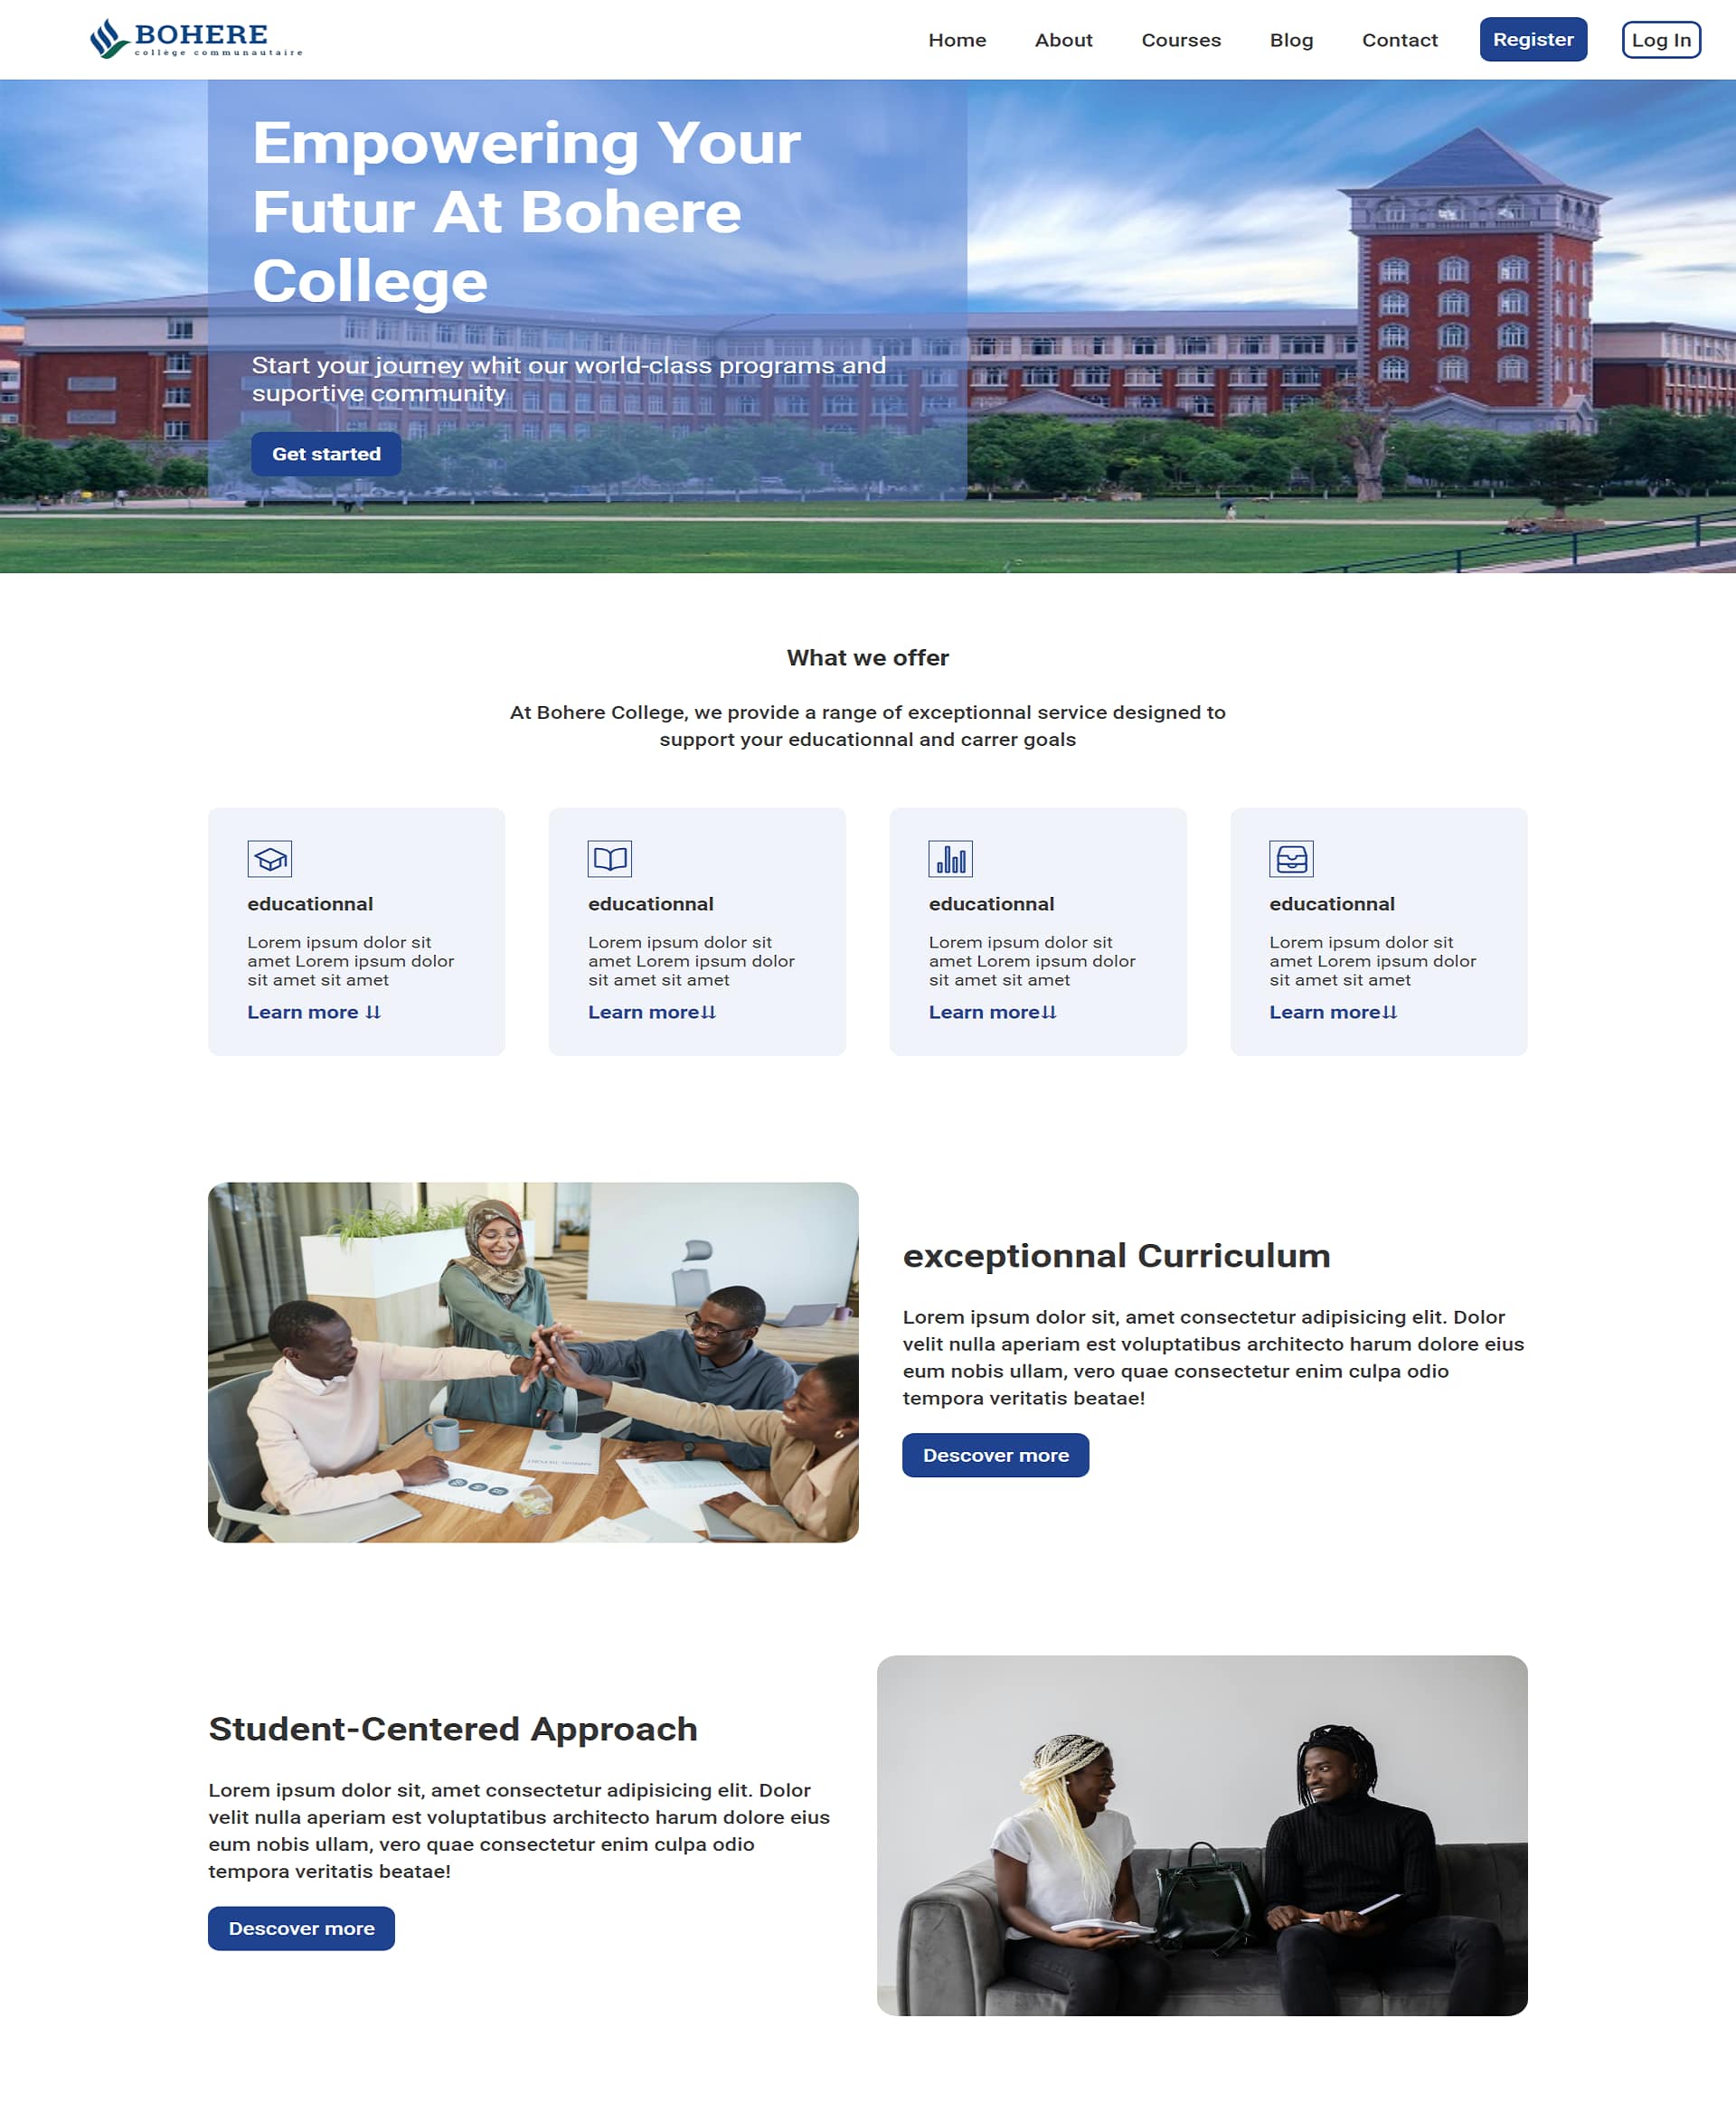 BOHERE
collège communautaire
Home
About
Courses
Blog
Contact
Register
Log In
Empowering Your
Futur At Bohere
College
Start your journey whit our world-class programs and
suportive community
Get started
What we offer
At Bohere College, we provide a range of exceptionnal service designed to
support your educationnal and carrer goals
educationnal
Lorem ipsum dolor sit
amet Lorem ipsum dolor
sit amet sit amet
Learn more ⇊
educationnal
Lorem ipsum dolor sit
amet Lorem ipsum dolor
sit amet sit amet
Learn more⇊
educationnal
Lorem ipsum dolor sit
amet Lorem ipsum dolor
sit amet sit amet
Learn more⇊
educationnal
Lorem ipsum dolor sit
amet Lorem ipsum dolor
sit amet sit amet
Learn more⇊
exceptionnal Curriculum
Lorem ipsum dolor sit, amet consectetur adipisicing elit. Dolor
velit nulla aperiam est voluptatibus architecto harum dolore eius
eum nobis ullam, vero quae consectetur enim culpa odio
tempora veritatis beatae!
Descover more
Student-Centered Approach
Lorem ipsum dolor sit, amet consectetur adipisicing elit. Dolor
velit nulla aperiam est voluptatibus architecto harum dolore eius
eum nobis ullam, vero quae consectetur enim culpa odio
tempora veritatis beatae!
Descover more